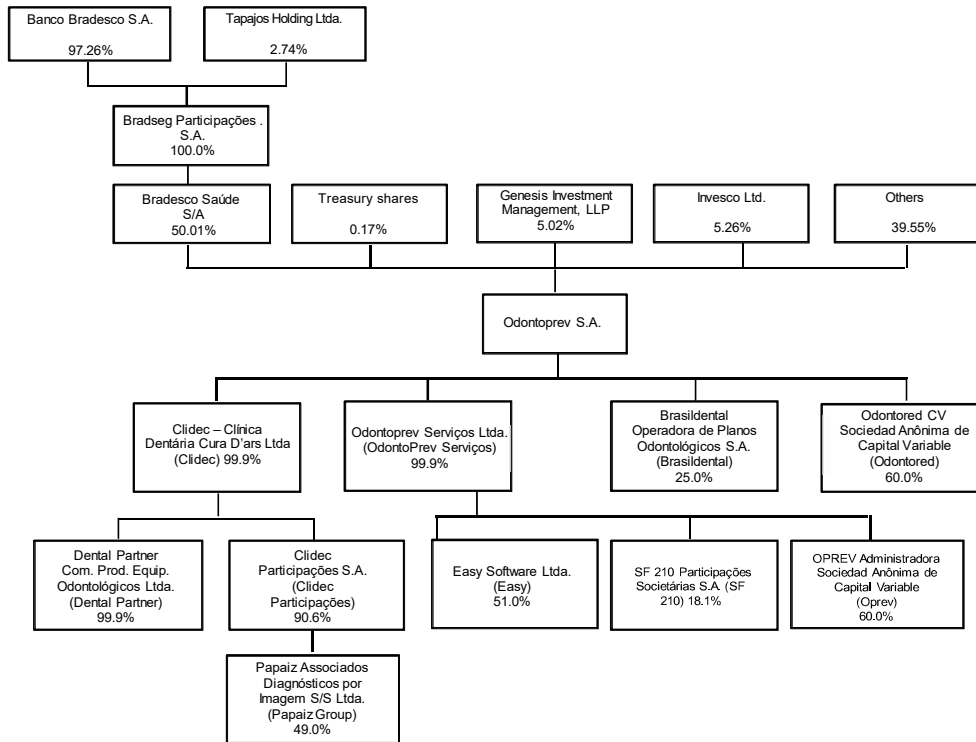 Banco Bradesco S.A.
97.26%
Tapajos Holding Ltda.
2.74%
Bradseg Participações .
S.A.
100.0%
Bradesco Saúde
S/A
50.01%
Treasury shares
0.17%
Genesis Investment
Management, LLP
5.02%
Invesco Ltd.
5.26%
Others
39.55%
Odontoprev S.A.
Clidec – Clínica
Dentária Cura D'ars Ltda
(Clidec) 99.9%
Odontoprev Serviços Ltda.
(OdontoPrev Serviços)
99.9%
Brasildental
Operadora de Planos
Odontológicos S.A.
(Brasildental)
25.0%
Odontored CV
Sociedad Anônima de
Capital Variable
(Odontored)
60.0%
Dental Partner
Com. Prod. Equip.
Odontológicos Ltda.
(Dental Partner)
99.9%
Clidec
Participações S.A.
(Clidec
Participações)
90.6%
Easy Software Ltda.
(Easy)
51.0%
SF 210 Participações
Societárias S.A. (SF
210) 18.1%
OPREV Administradora
Sociedad Anônima de
Capital Variable
(Oprev)
60.0%
Papaiz Associados
Diagnósticos por
Imagem S/S Ltda.
(Papaiz Group)
49.0%